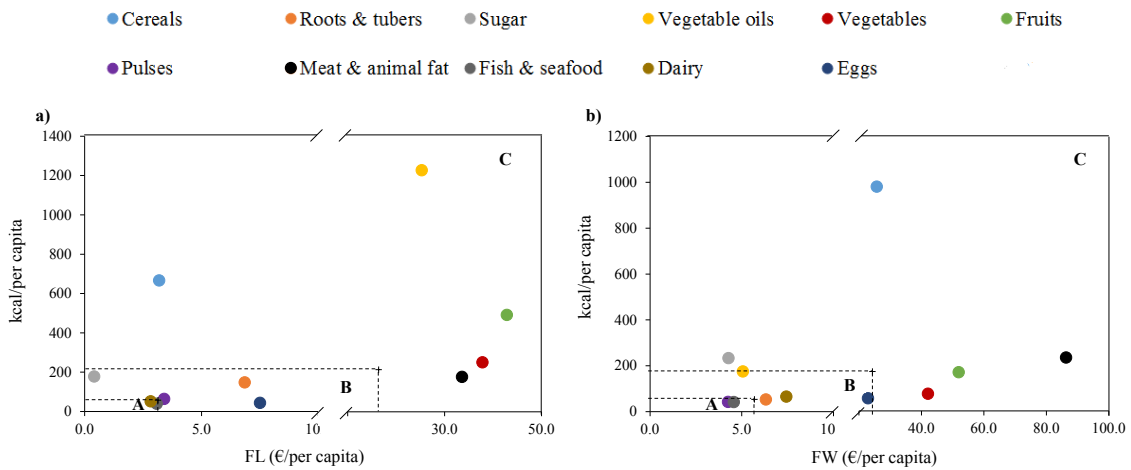 Cereals Roots & tubers Sugar Vegetable oils Vegetables Fruits
Pulses Meat & animal fat Fish & seafood Dairy Eggs
a)
kcal/per capita
1400
1200
1000
800
600
400
200
0
C
B
A
0.0 5.0 10 30.0 50.0
FL (€/per capita)
b)
kcal/per capita
1200
1000
800
600
400
200
0
C
B
A
0.0 5.0 10 40.0 60.0 80.0 100.0
FW (€/per capita)